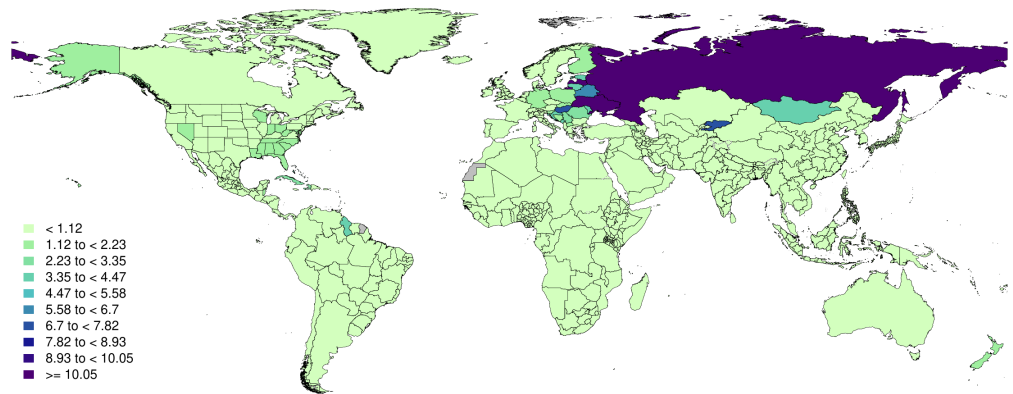 < 1.12
1.12 to < 2.23
2.23 to < 3.35
3.35 to < 4.47
4.47 to < 5.58
5.58 to < 6.7
6.7 to < 7.82
7.82 to < 8.93
8.93 to < 10.05
>= 10.05